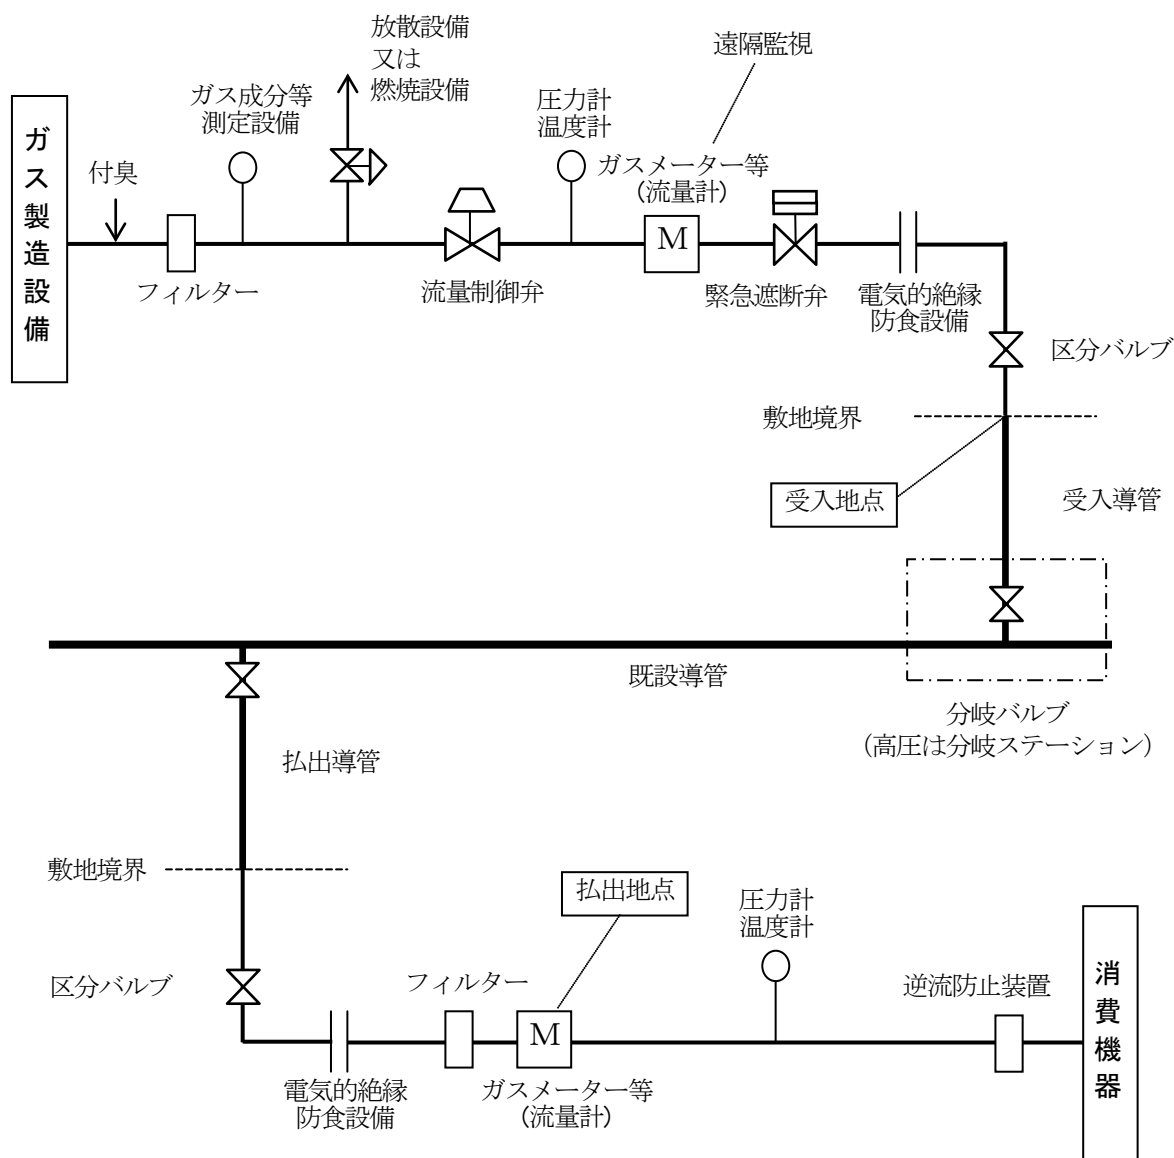 放散設備
又は
燃焼設備
遠隔監視
ガス成分等
測定設備
圧力計
温度計
ガス製造設備
付臭
ガスメーター等
(流量計)
M
フィルター
流量制御弁
緊急遮断弁
電気的絶縁
防食設備
区分バルブ
敷地境界
受入地点
受入導管
既設導管
分岐バルブ
(高圧は分岐ステーション)
払出導管
敷地境界
払出地点
圧力計
温度計
区分バルブ
フィルター
逆流防止装置
消費機器
M
電気的絶縁
防食設備
ガスメーター等
(流量計)